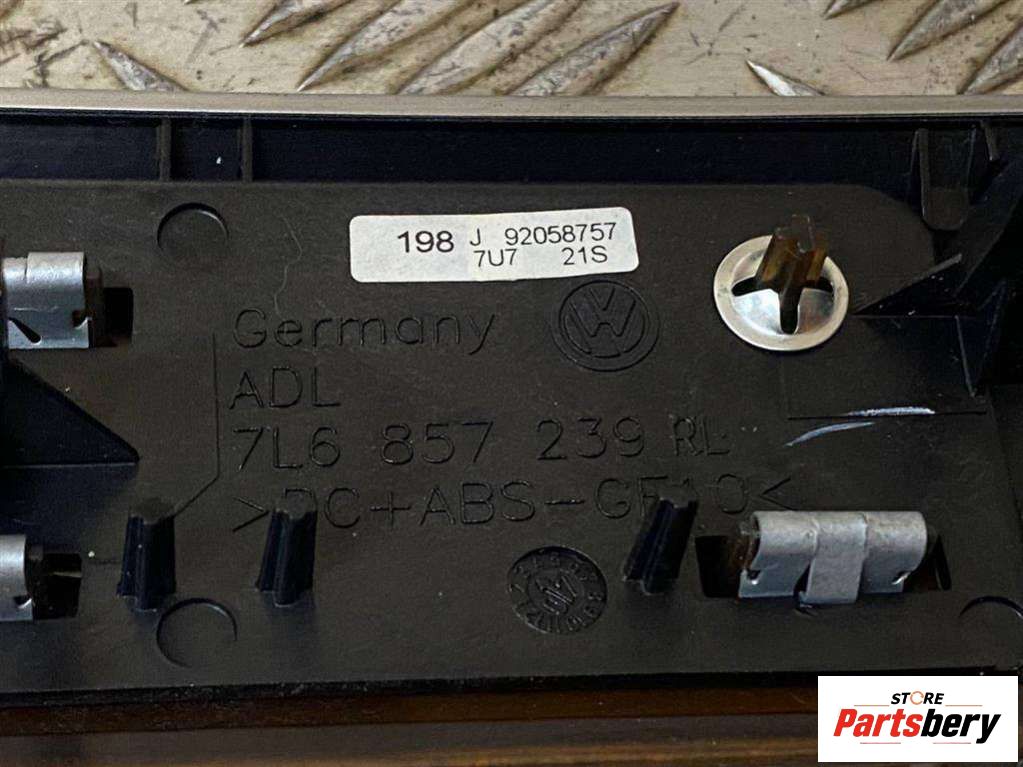 198 J 92058757
7U7 21S
Germany
ADL
7L6 857 239 RL
>PC+ABS-GF10<
STORE
Partsbery